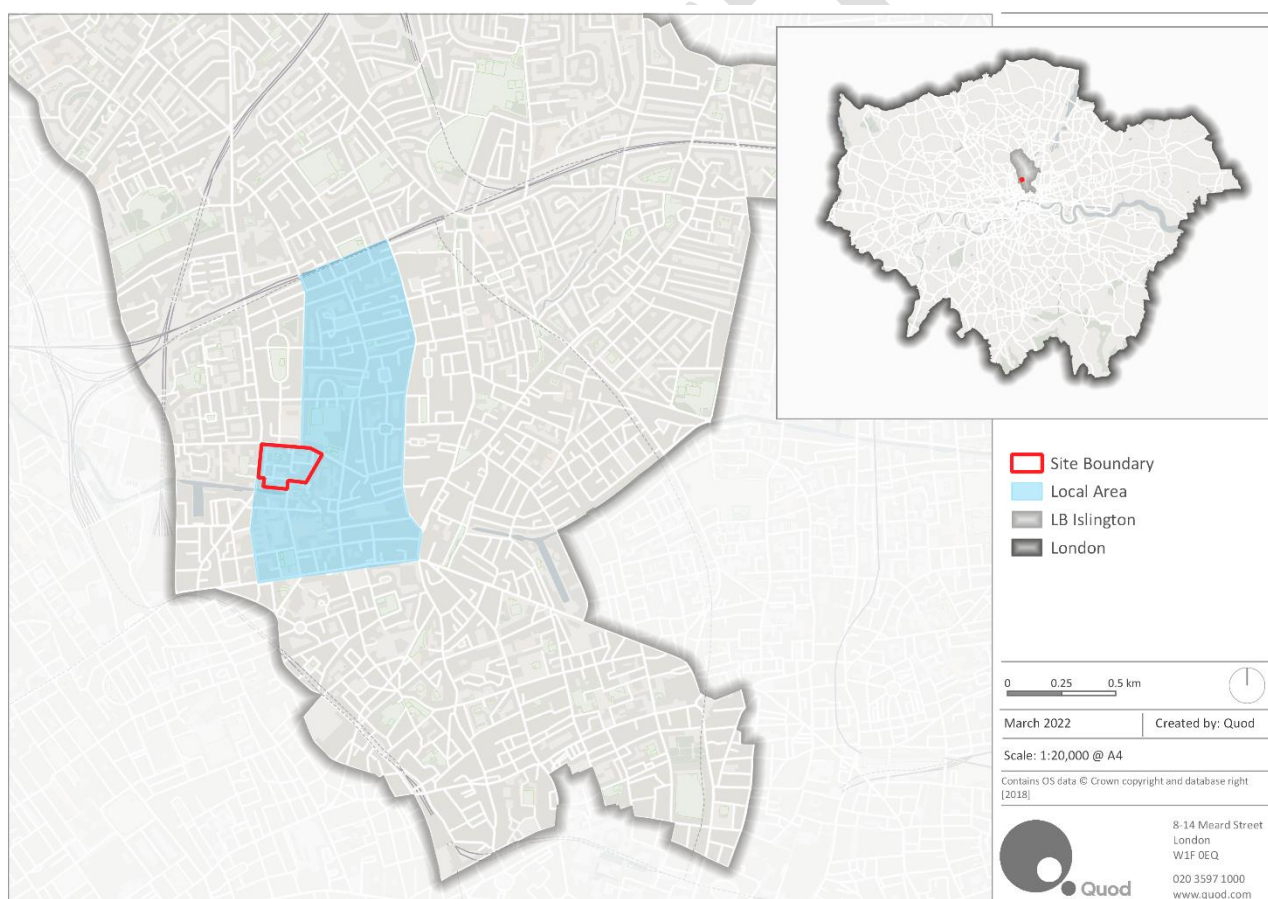 Site Boundary
Local Area
LB Islington
London
0 0.25 0.5 km
March 2022 Created by: Quod
Scale: 1:20,000 @ A4
Contains OS data © Crown copyright and database right
[2018]
Quod
8-14 Meard Street
London
W1F 0EQ
020 3597 1000
www.quod.com